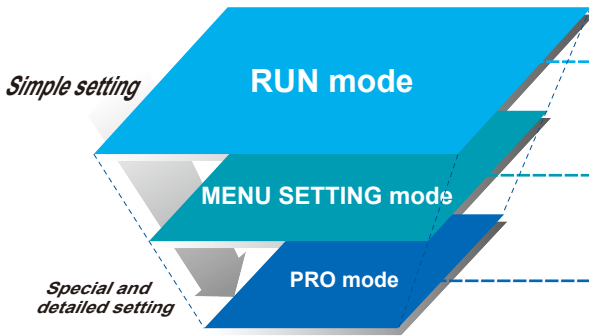 RUN mode
Simple setting
MENU SETTING mode
PRO mode
Special and
detailed setting